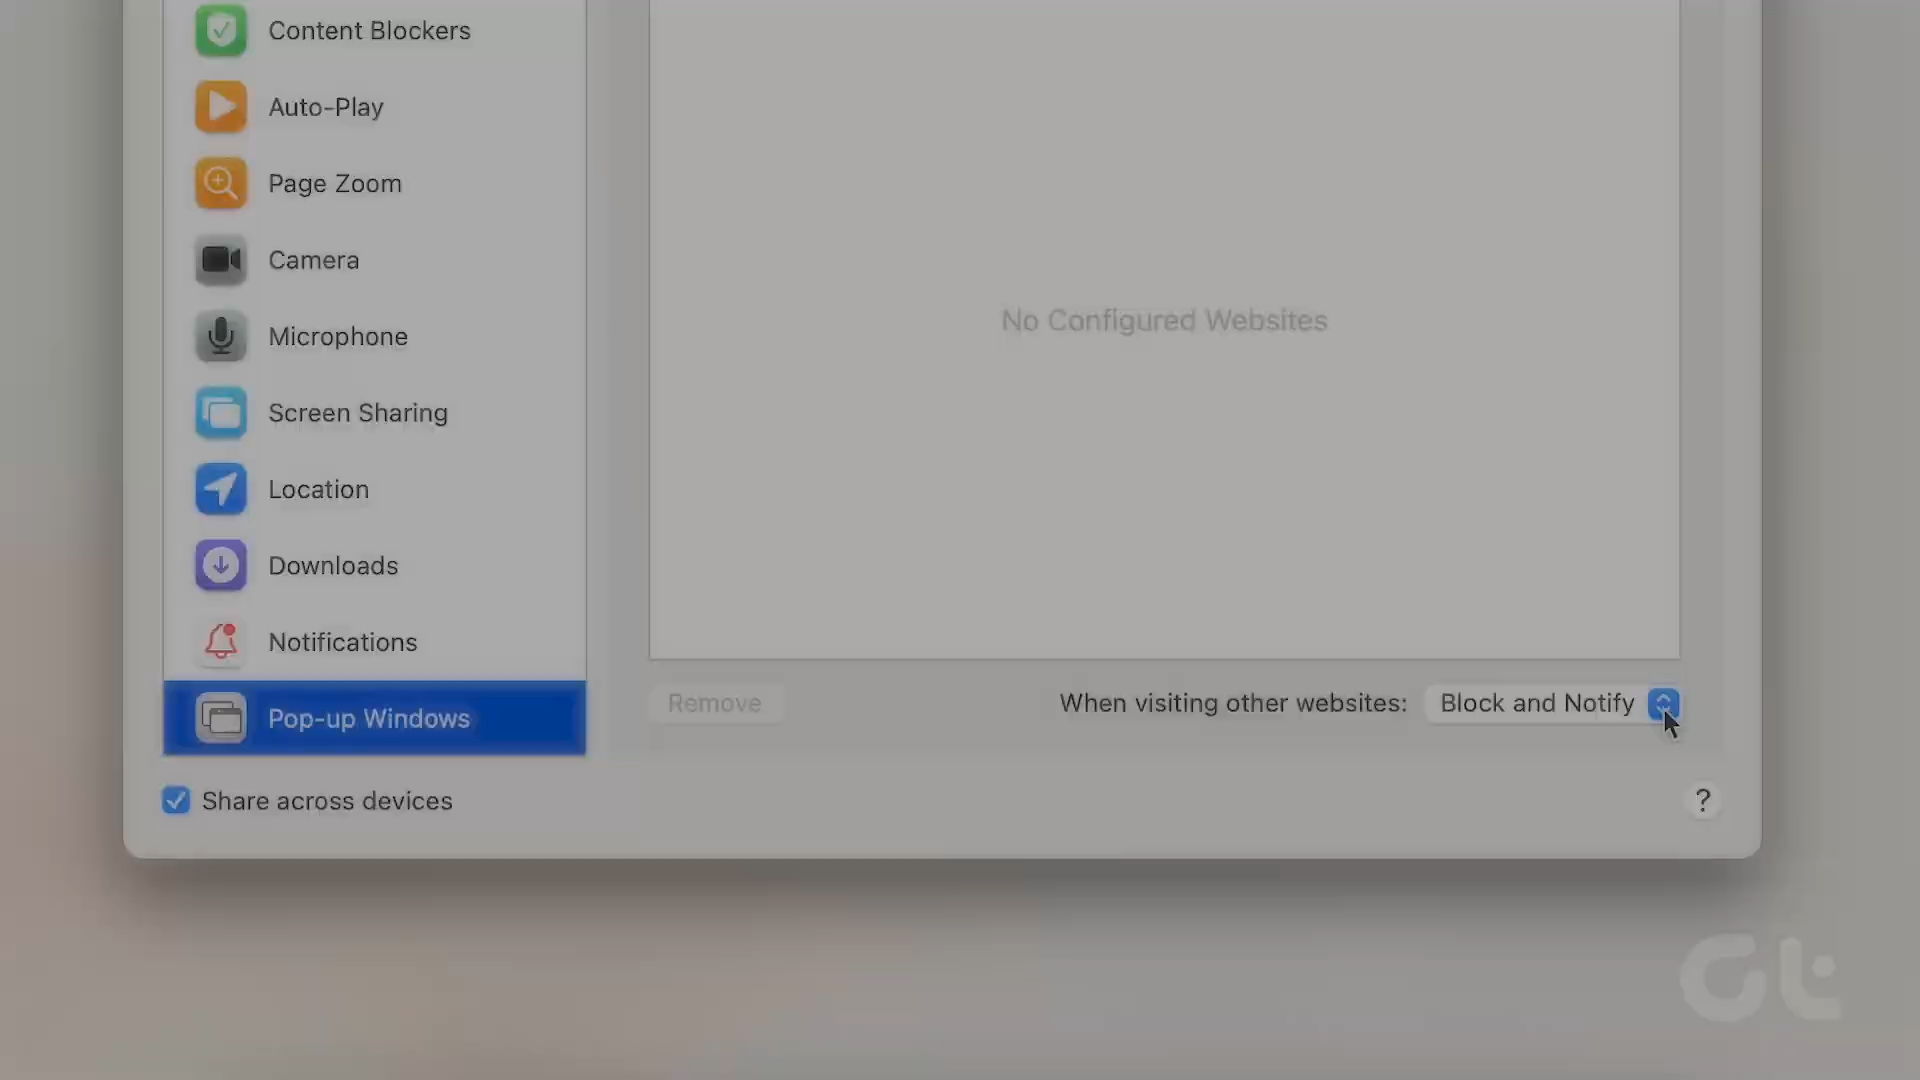 Content Blockers
Auto-Play
Page Zoom
Camera
No Configured Websites
Microphone
Screen Sharing
Location
Downloads
Notifications
Remove
When visiting other websites: Block and Notify
Pop-up Windows
Share across devices
?
Gt